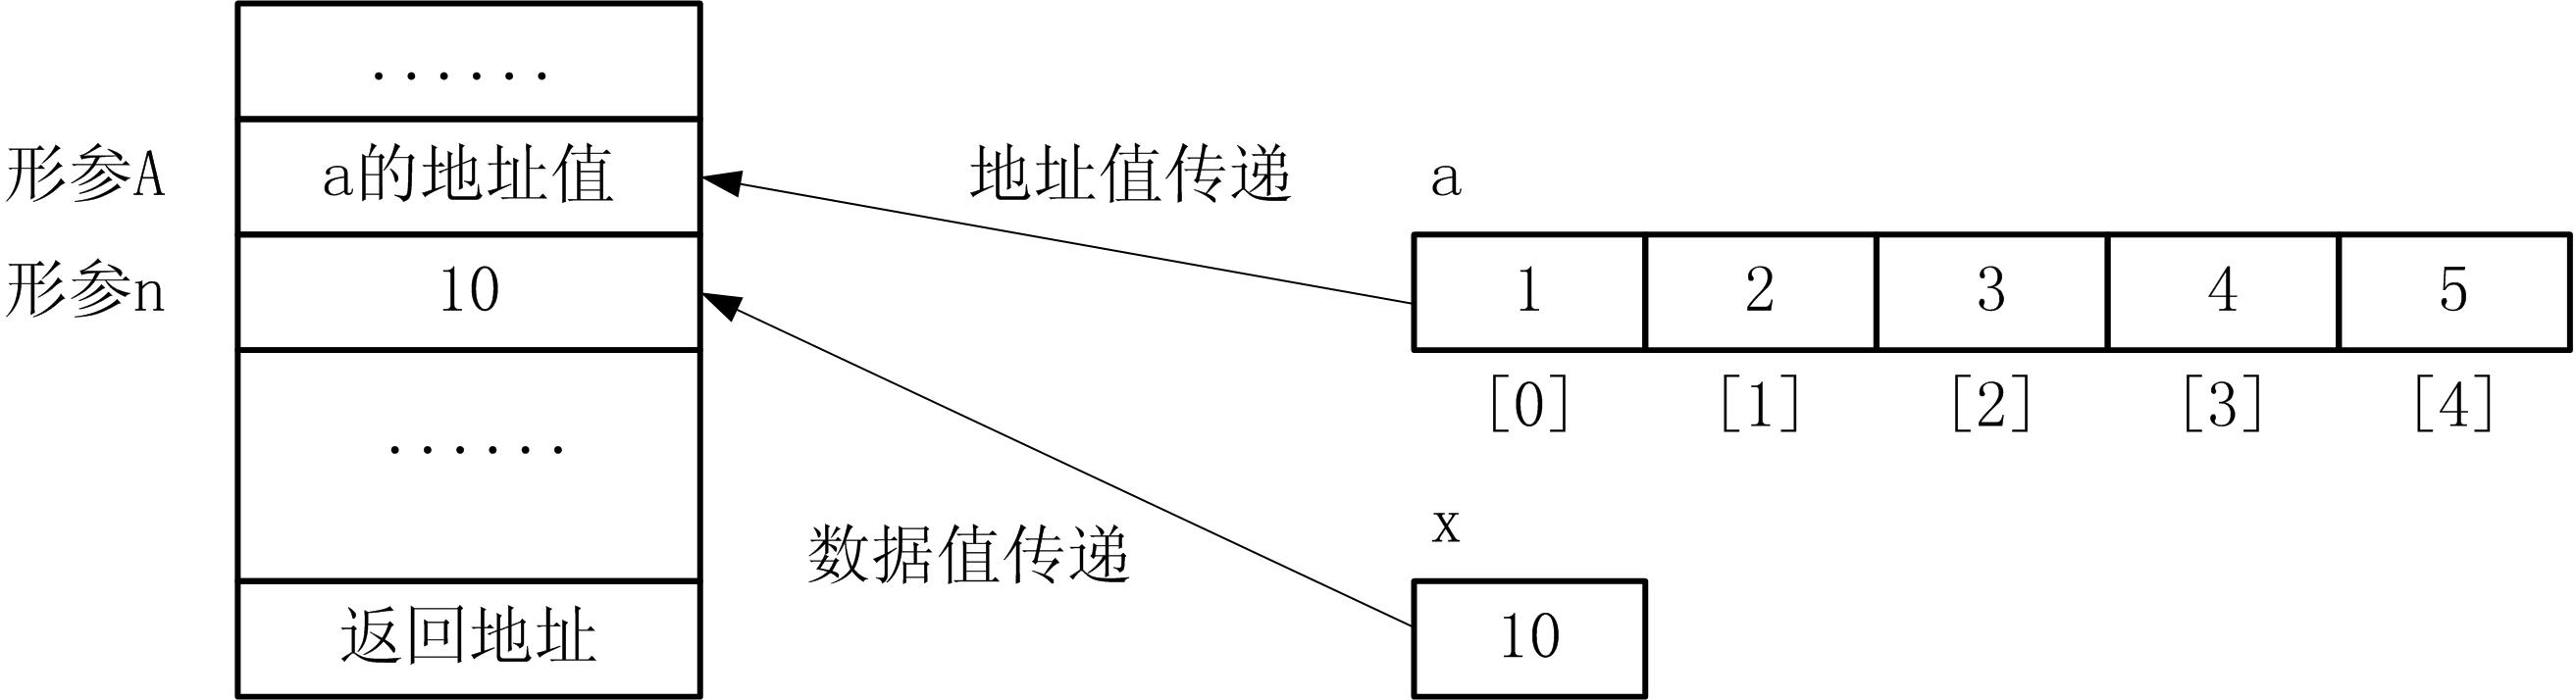 ......
形参A a的地址值 地址值传递 a
形参n 10 1 2 3 4 5
[0] [1] [2] [3] [4]
......
数据值传递 x
返回地址 10